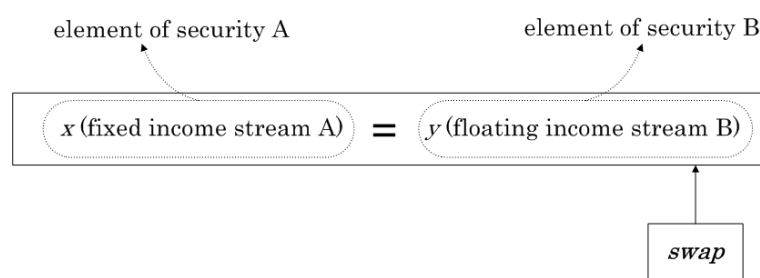 element of security A
element of security B
x (fixed income stream A) = y (floating income stream B)
swap